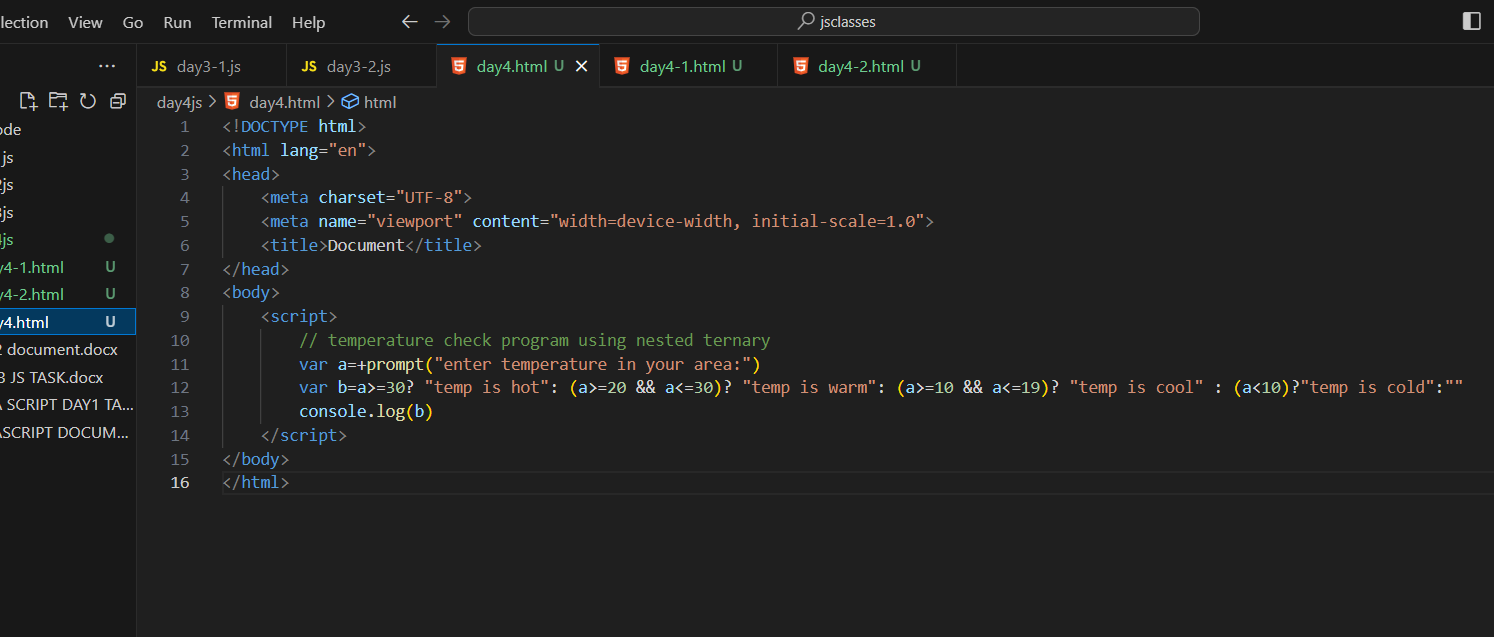 lection View Go Run Terminal Help
jsclasses
JS day3-1.js JS day3-2.js day4.html U day4-1.html U day4-2.html U
day4js > day4.html > html
ode
js
js
js
js
y4-1.html U
y4-2.html U
y4.html U
2 document.docx
3 JS TASK.docx
A SCRIPT DAY1 TA...
ASCRIPT DOCUM...
1 <!DOCTYPE html>
2 <html lang="en">
3 <head>
4 <meta charset="UTF-8">
5 <meta name="viewport" content="width=device-width, initial-scale=1.0">
6 <title>Document</title>
7 </head>
8 <body>
9 <script>
10 // temperature check program using nested ternary
11 var a=+prompt("enter temperature in your area:")
12 var b=a>=30? "temp is hot": (a>=20 && a<=30)? "temp is warm": (a>=10 && a<=19)? "temp is cool" : (a<10)?"temp is cold":""
13 console.log(b)
14 </script>
15 </body>
16 </html>